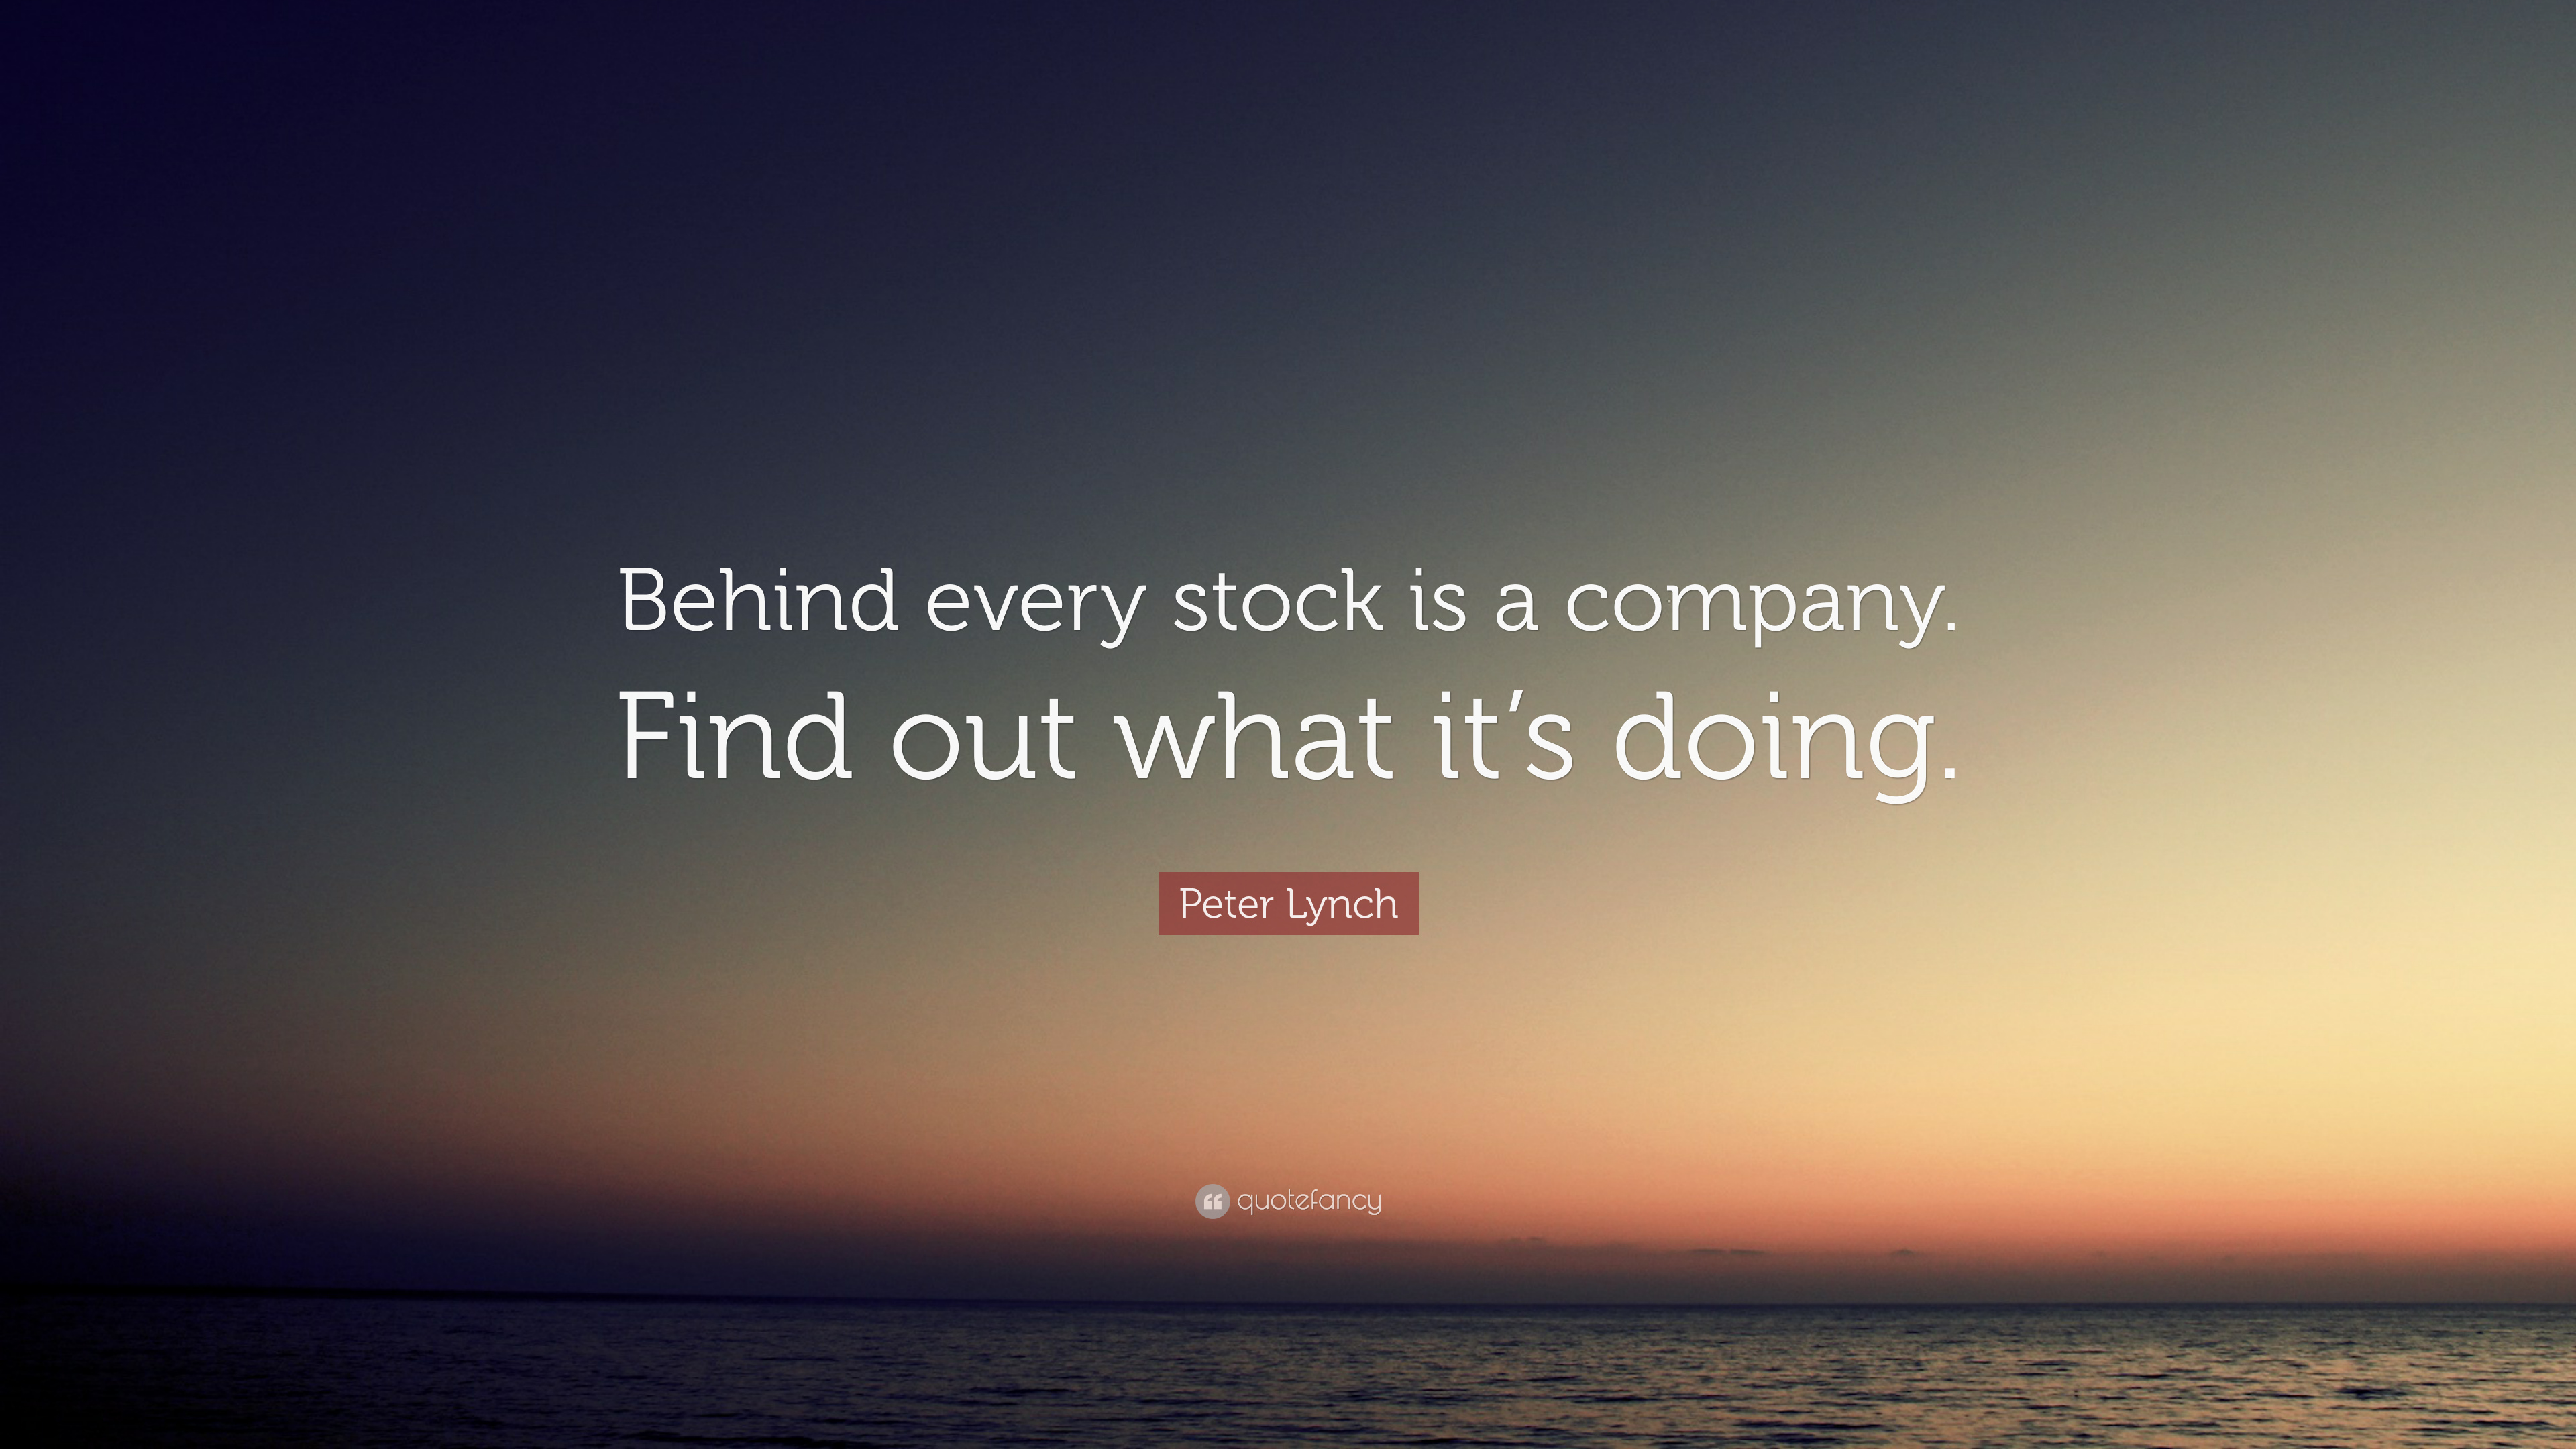 Behind every stock is a company.
Find out what it’s doing.
Peter Lynch
quotefancy